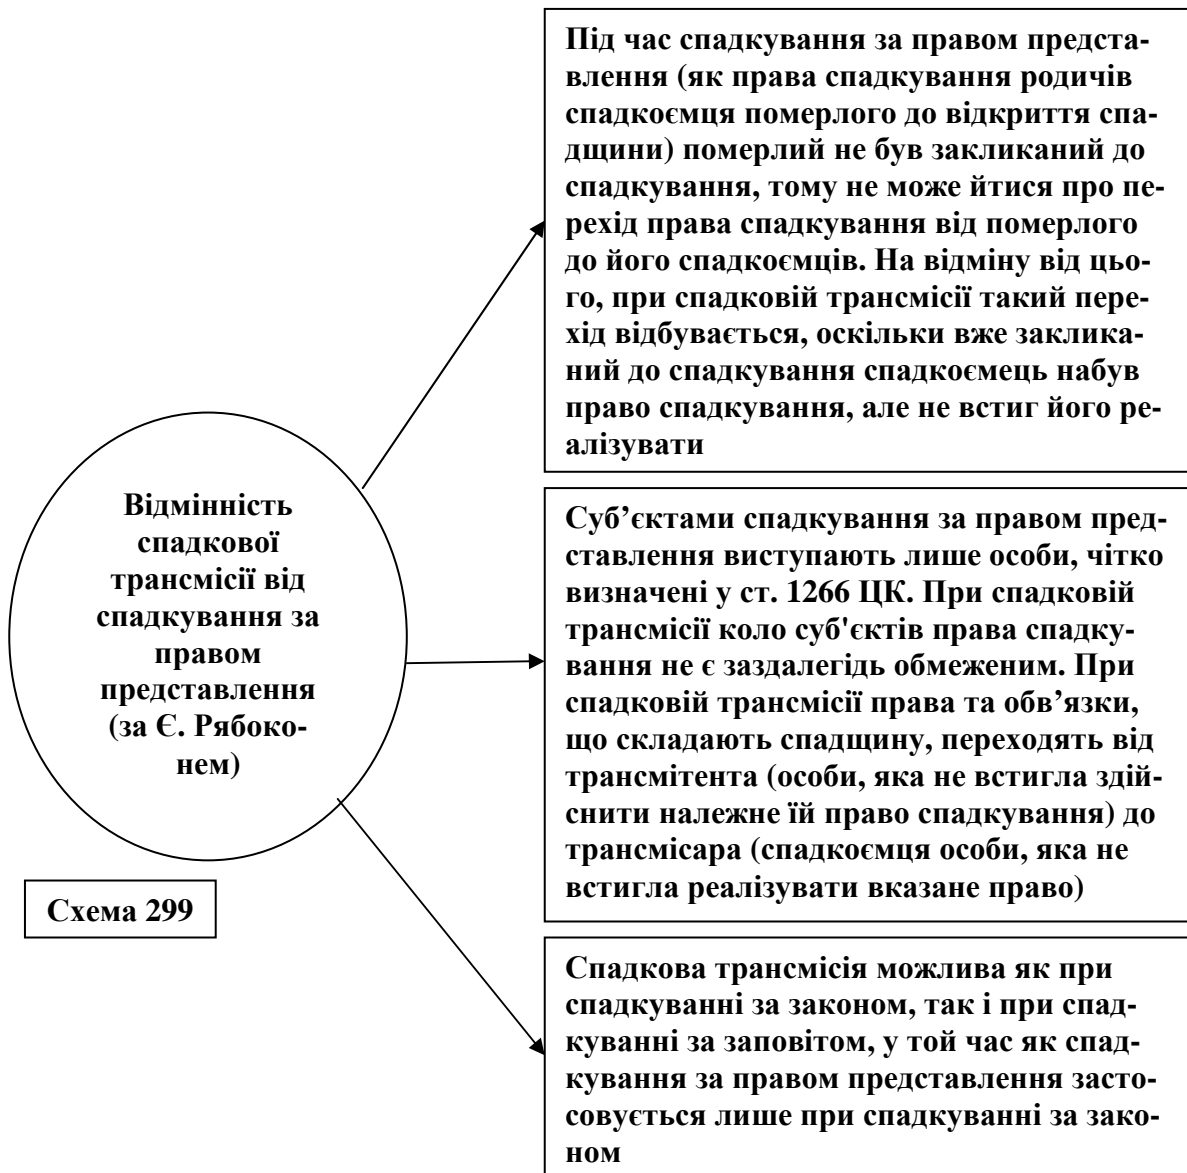 Під час спадкування за правом предста-
влення (як права спадкування родичів
спадкоємця померлого до відкриття спа-
дщини) померлий не був закликаний до
спадкування, тому не може йтися про пе-
рехід права спадкування від померлого
до його спадкоємців. На відміну від цьо-
го, при спадковій трансмісії такий пере-
хід відбувається, оскільки вже заклика-
ний до спадкування спадкоємець набув
право спадкування, але не встиг його ре-
алізувати
Відмінність
спадкової
трансмісії від
спадкування за
правом
представлення
(за Є. Рябоко-
нем)
Суб’єктами спадкування за правом пред-
ставлення виступають лише особи, чітко
визначені у ст. 1266 ЦК. При спадковій
трансмісії коло суб'єктів права спадку-
вання не є заздалегідь обмеженим. При
спадковій трансмісії права та обв’язки,
що складають спадщину, переходять від
трансмітента (особи, яка не встигла здій-
снити належне їй право спадкування) до
трансмісара (спадкоємця особи, яка не
встигла реалізувати вказане право)
Схема 299
Спадкова трансмісія можлива як при
спадкуванні за законом, так і при спад-
куванні за заповітом, у той час як спад-
кування за правом представлення засто-
совується лише при спадкуванні за зако-
ном